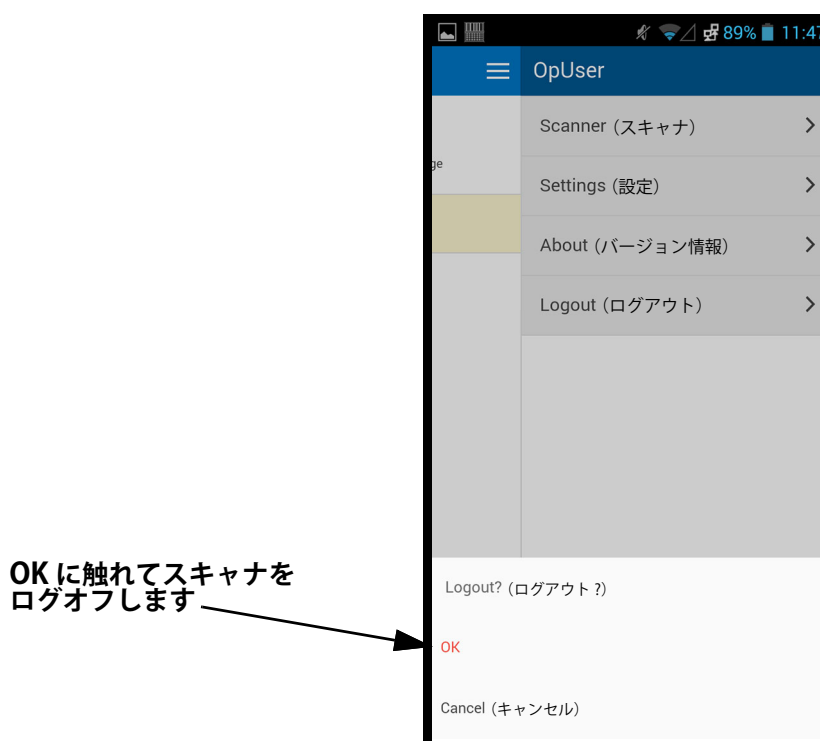 89% 11:47
OpUser
Scanner (スキャナ)
ge
Settings (設定)
About (バージョン情報)
Logout (ログアウト)
OK に触れてスキャナを
ログオフします
Logout? (ログアウト ?)
OK
Cancel (キャンセル)